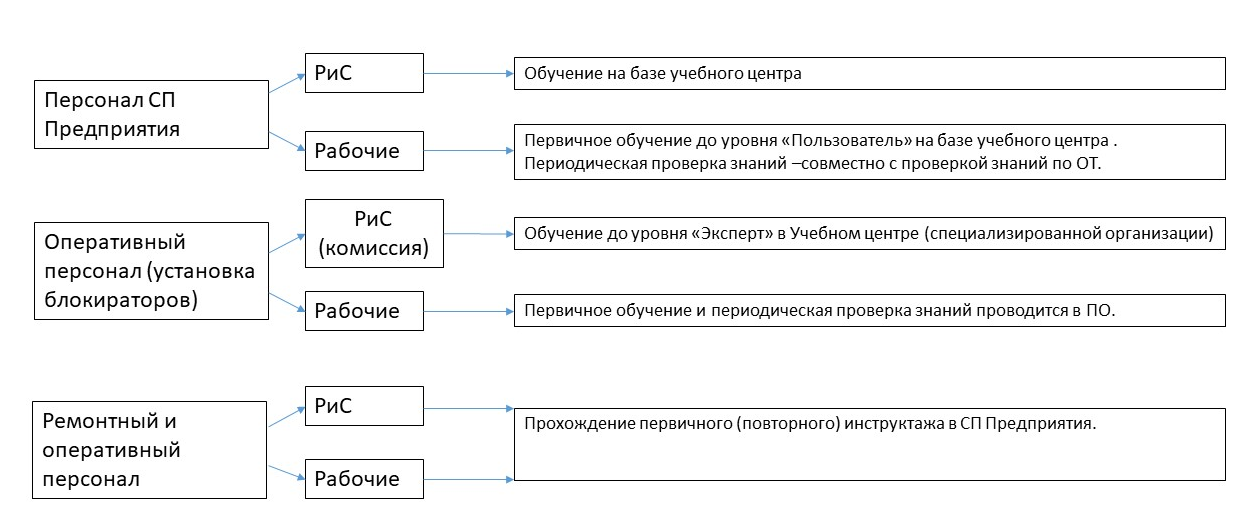 Персонал СП
Предприятия
РиС
Обучение на базе учебного центра
Рабочие
Первичное обучение до уровня «Пользователь» на базе учебного центра .
Периодическая проверка знаний –совместно с проверкой знаний по ОТ.
Оперативный
персонал (установка
блокираторов)
РиС
(комиссия)
Обучение до уровня «Эксперт» в Учебном центре (специализированной организации)
Рабочие
Первичное обучение и периодическая проверка знаний проводится в ПО.
Ремонтный и
оперативный
персонал
РиС
Рабочие
Прохождение первичного (повторного) инструктажа в СП Предприятия.